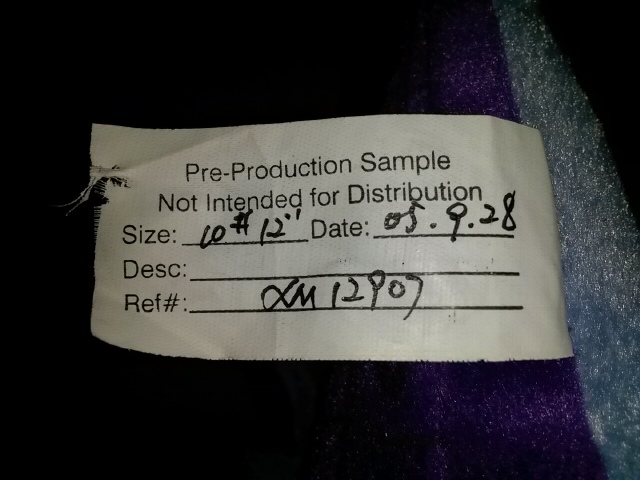 Pre-Production Sample
Not Intended for Distribution
Size: 10# 12" Date: 05.9.28
Desc:
Ref#: XM12907